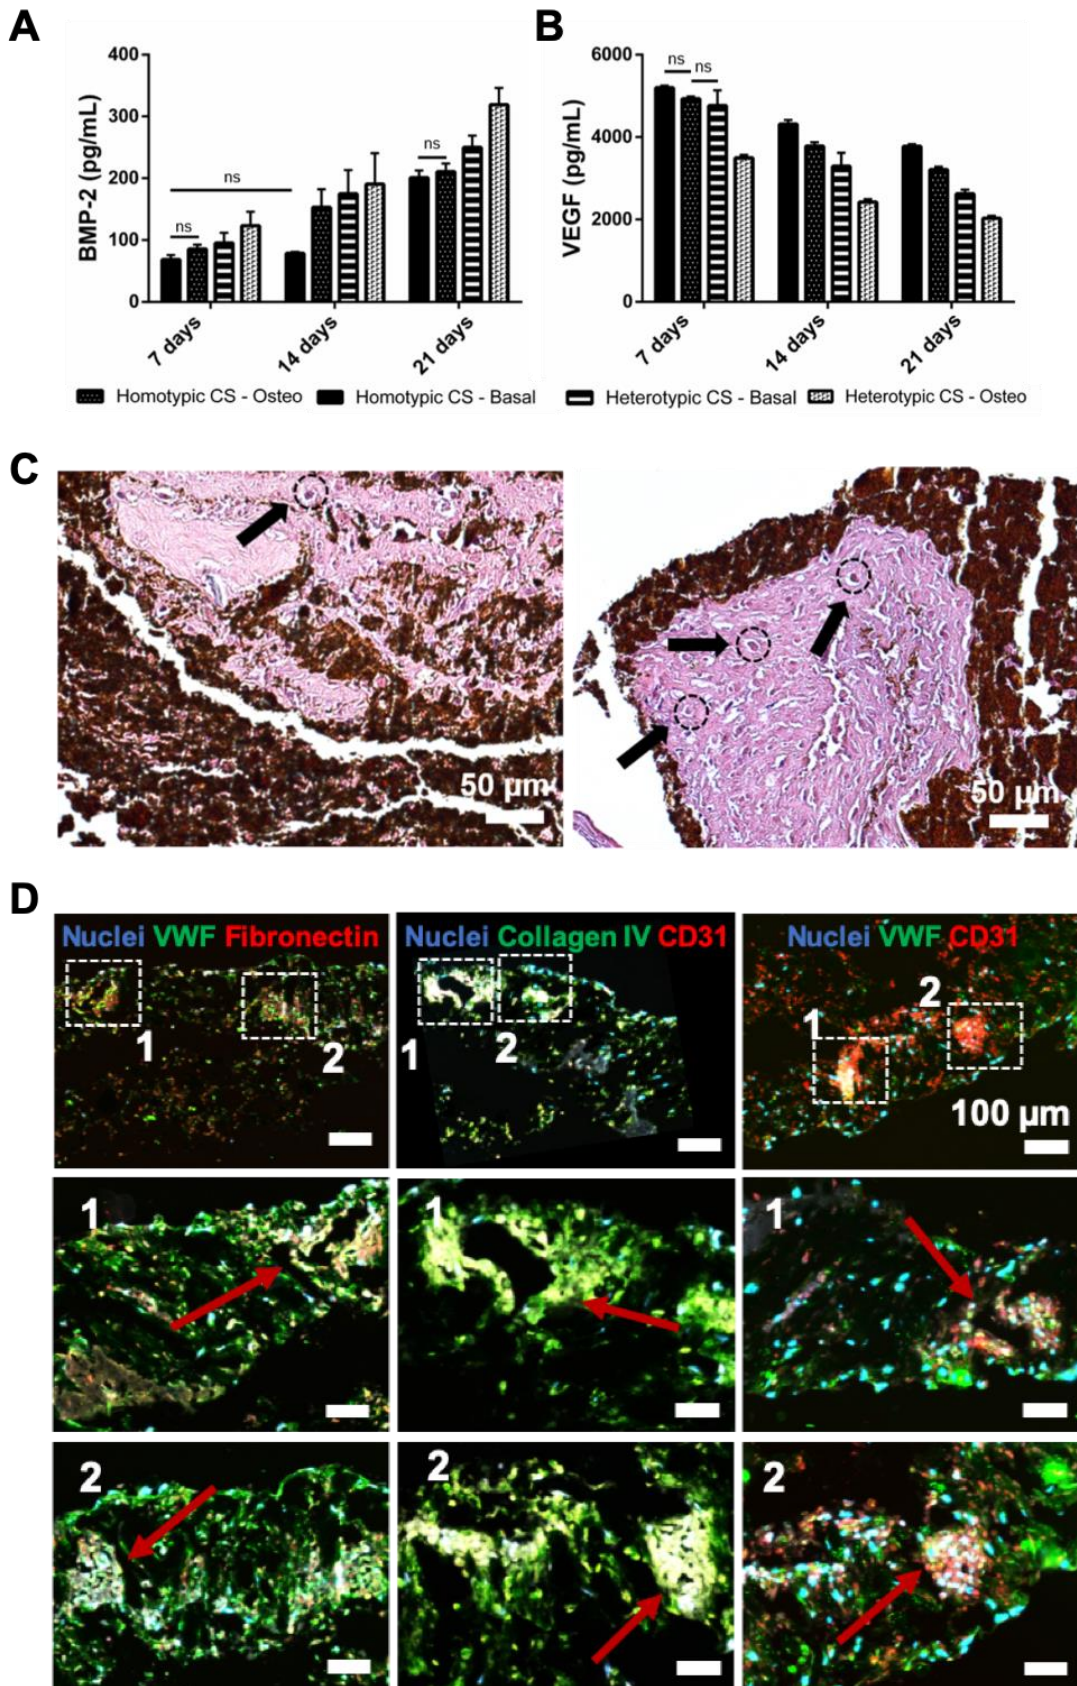 A
BMP-2 (pg/mL)
400
300
200
100
0
ns
ns
ns
7 days
14 days
21 days
B
VEGF (pg/mL)
6000
4000
2000
0
ns
ns
7 days
14 days
21 days
Homotypic CS - Osteo
Homotypic CS - Basal
Heterotypic CS - Basal
Heterotypic CS - Osteo
C
50 µm
50 µm
D
Nuclei VWF Fibronectin
1
2
Nuclei Collagen IV CD31
1
2
Nuclei VWF CD31
1
2
100 µm
1
1
1
2
2
2